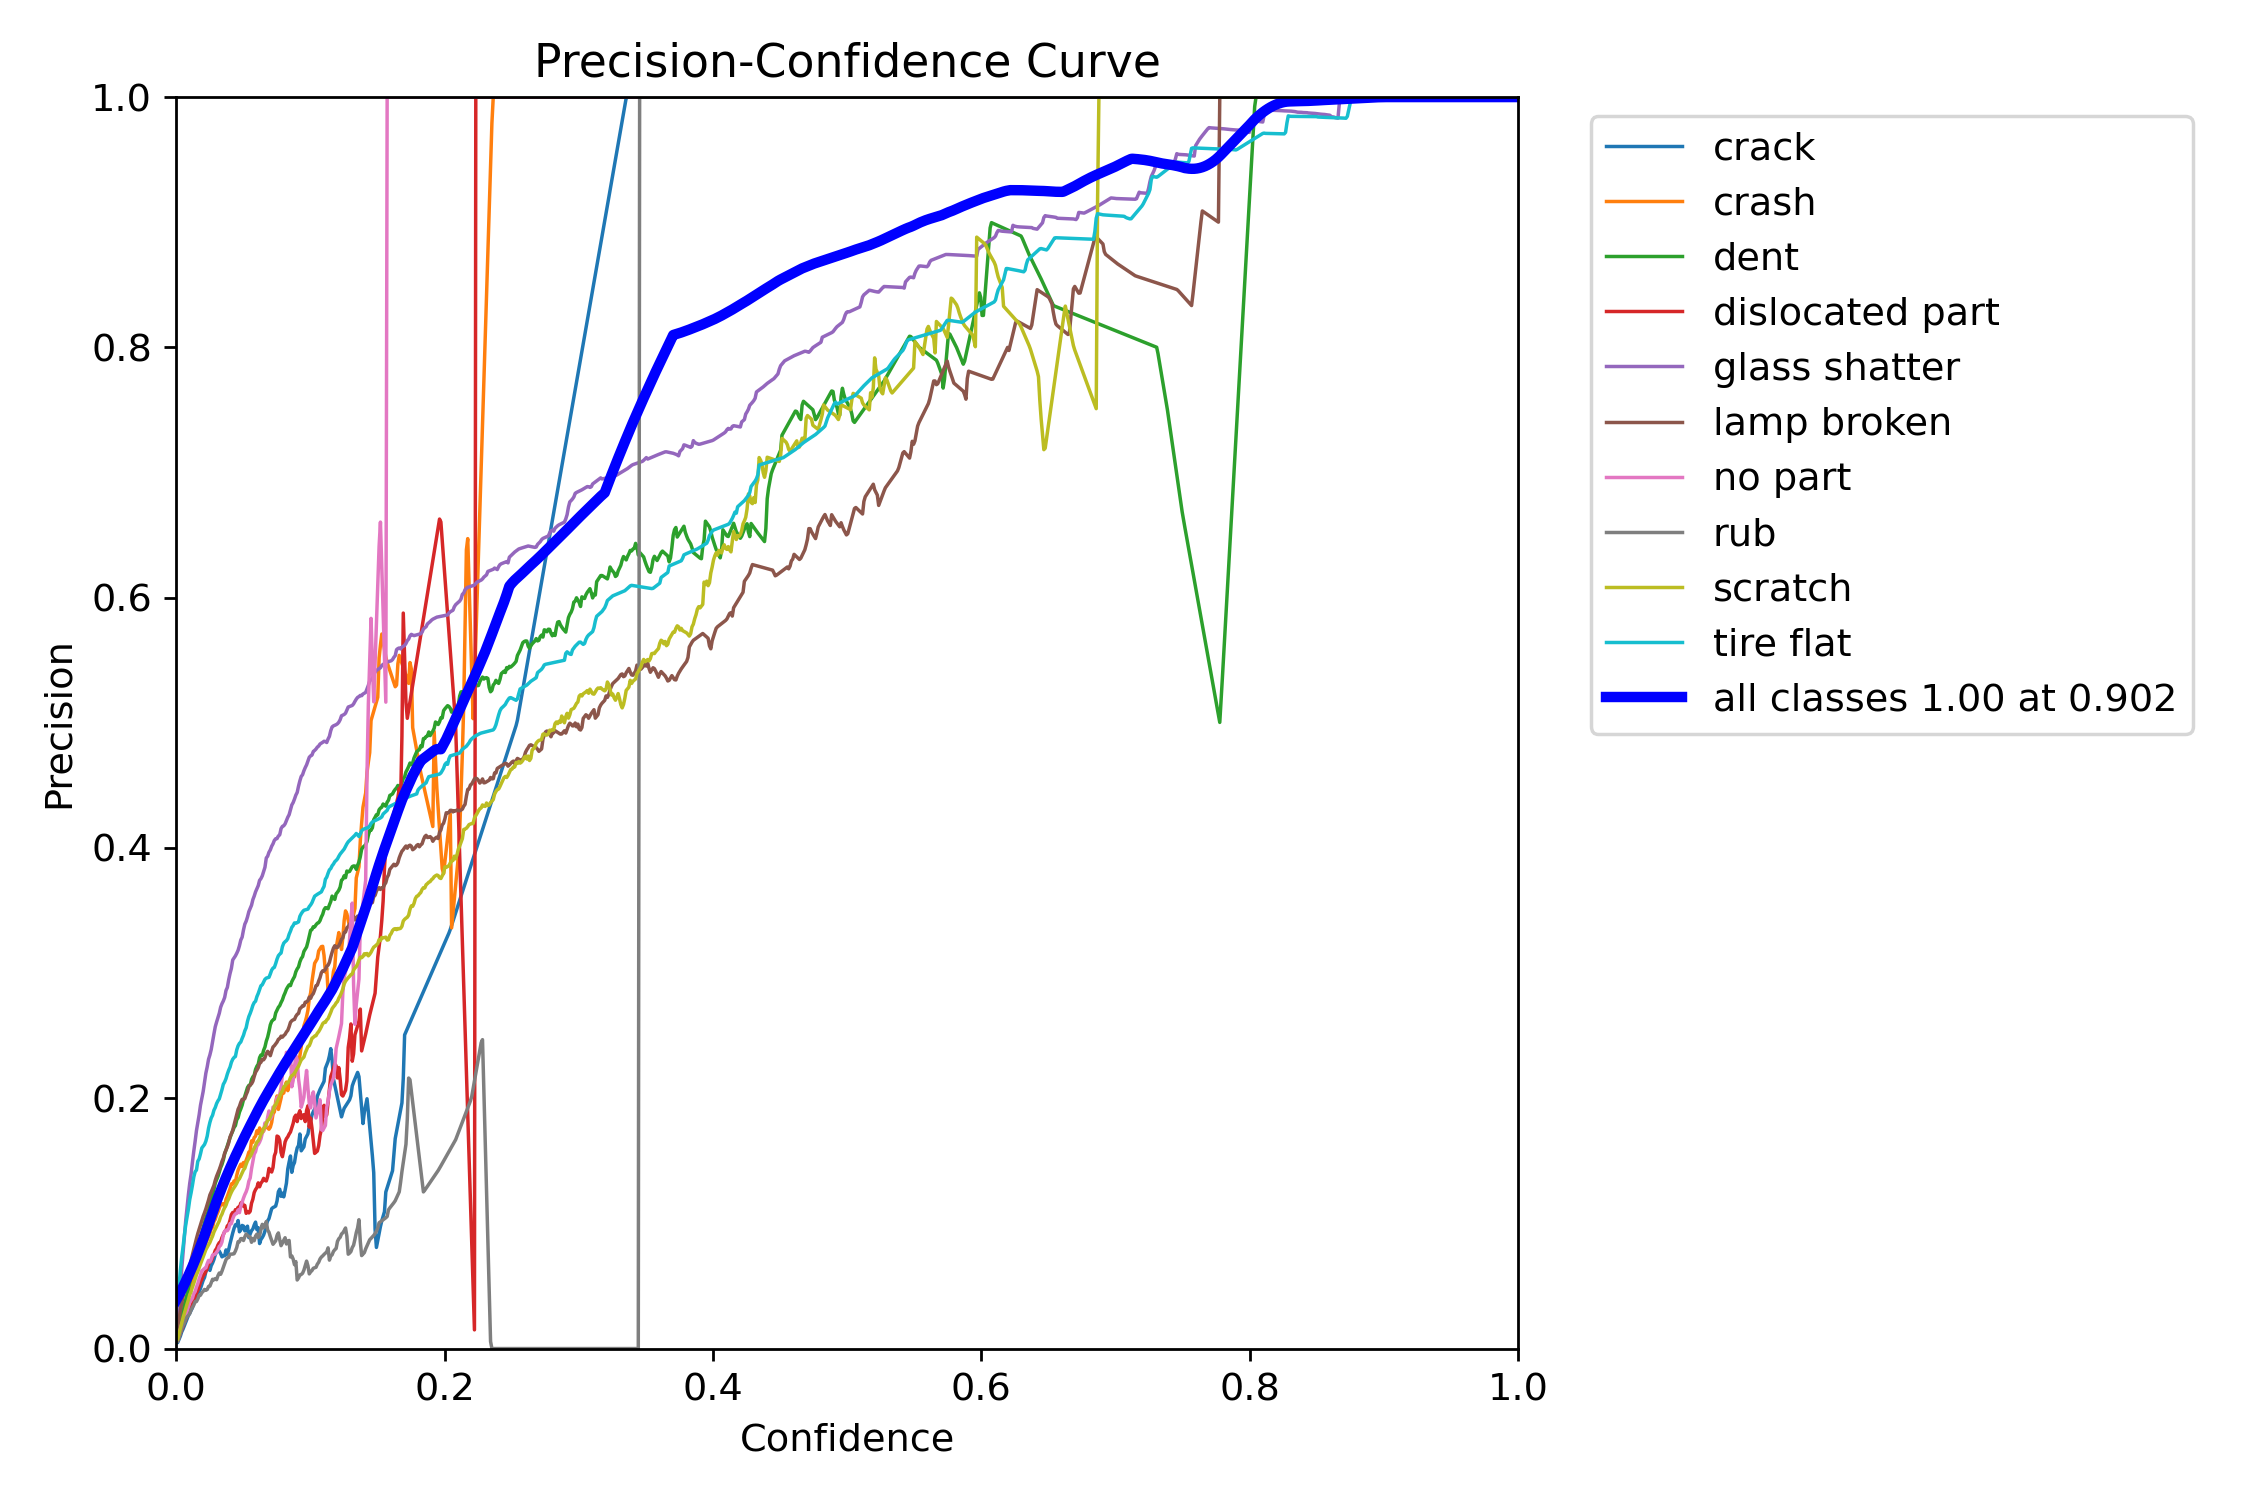 Precision-Confidence Curve
1.0
0.8
0.6
0.4
0.2
0.0
Precision
0.0 0.2 0.4 0.6 0.8 1.0
Confidence
crack
crash
dent
dislocated part
glass shatter
lamp broken
no part
rub
scratch
tire flat
all classes 1.00 at 0.902